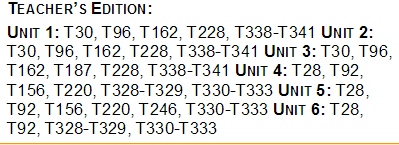 TEACHER'S EDITION:
UNIT 1: T30, T96, T162, T228, T338-T341 UNIT 2:
T30, T96, T162, T228, T338-T341 UNIT 3: T30, T96,
T162, T187, T228, T338-T341 UNIT 4: T28, T92,
T156, T220, T328-T329, T330-T333 UNIT 5: T28,
T92, T156, T220, T246, T330-T333 UNIT 6: T28,
T92, T328-T329, T330-T333